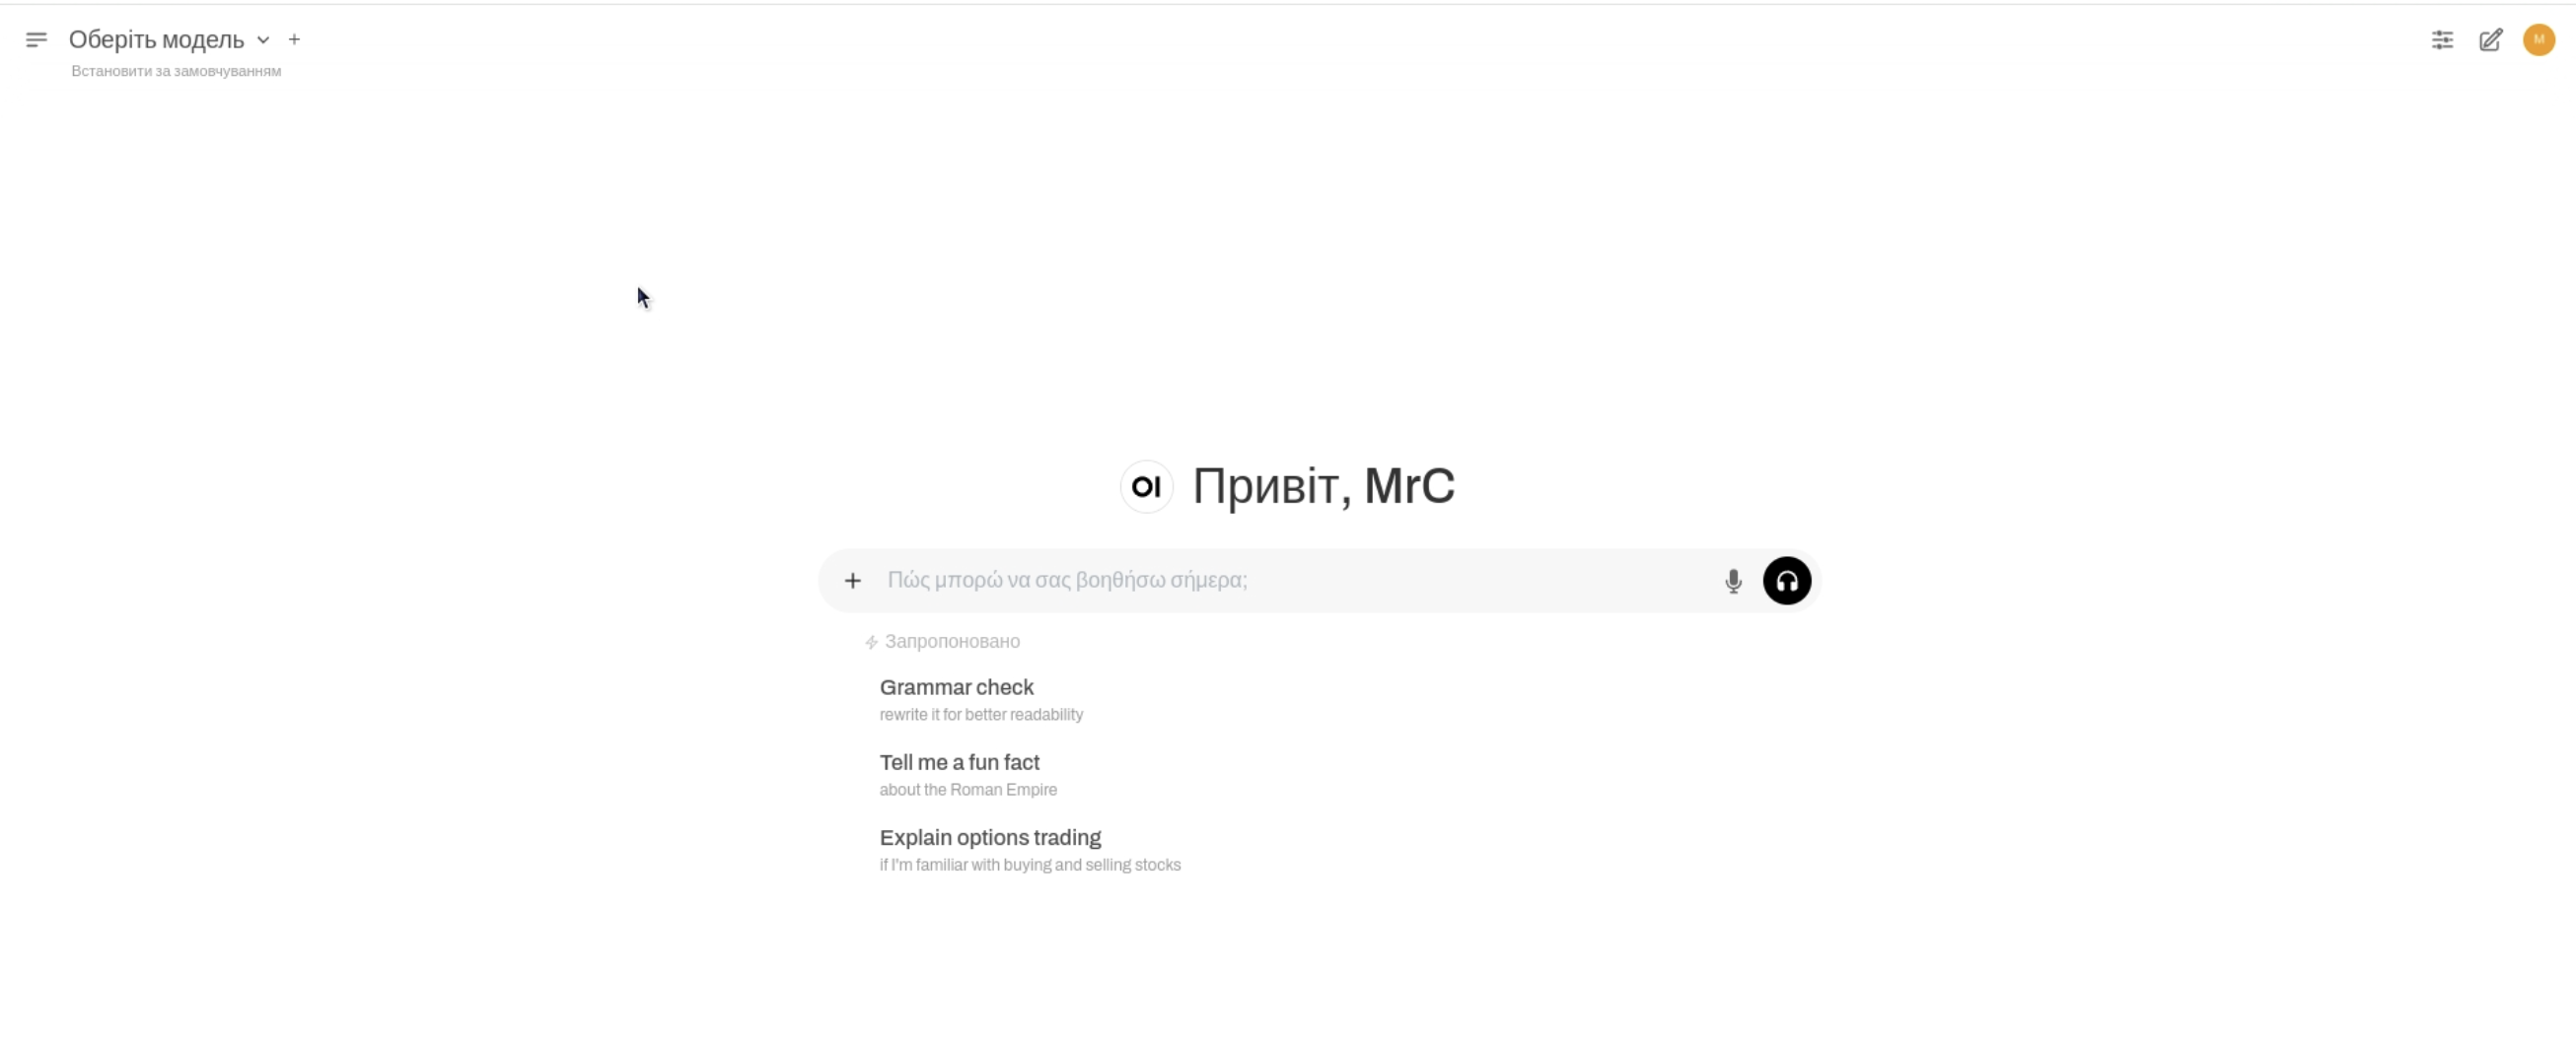 Оберіть модель
Встановити за замовчуванням
M
OI Привіт, MrC
Πώς μπορώ να σας βοηθήσω σήμερα;
Запропоновано
Grammar check
rewrite it for better readability
Tell me a fun fact
about the Roman Empire
Explain options trading
if I'm familiar with buying and selling stocks